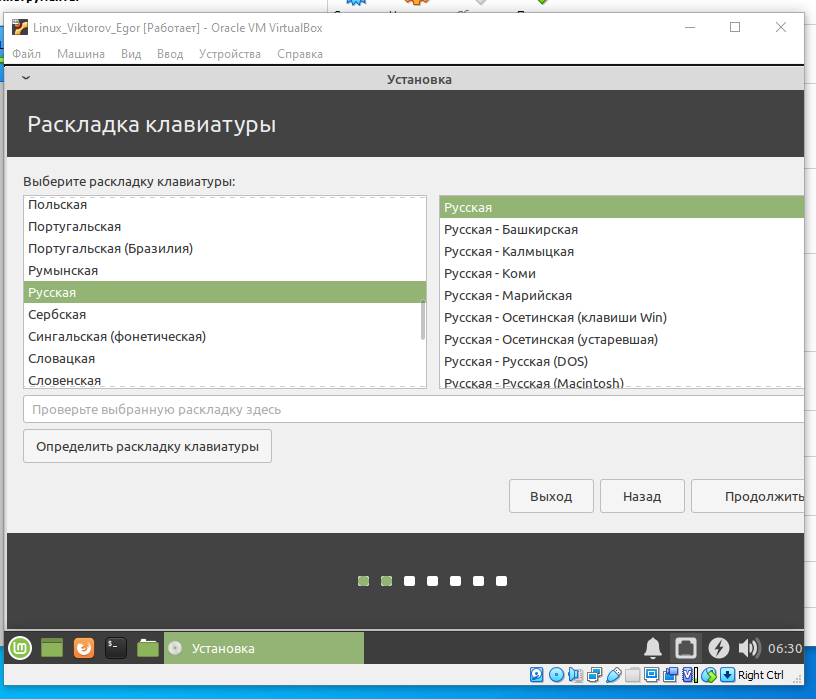 Linux_Viktorov_Egor [Работает] - Oracle VM VirtualBox
Файл Машина Вид Ввод Устройства Справка
Установка
Раскладка клавиатуры
Выберите раскладку клавиатуры:
Польская
Португальская
Португальская (Бразилия)
Румынская
Русская
Сербская
Сингальская (фонетическая)
Словацкая
Словенская
Русская
Русская - Башкирская
Русская - Калмыцкая
Русская - Коми
Русская - Марийская
Русская - Осетинская (клавиши Win)
Русская - Осетинская (устаревшая)
Русская - Русская (DOS)
Русская - Русская (Macintosh)
Проверьте выбранную раскладку здесь
Определить раскладку клавиатуры
Выход Назад Продолжить
Установка 06:30
Right Ctrl